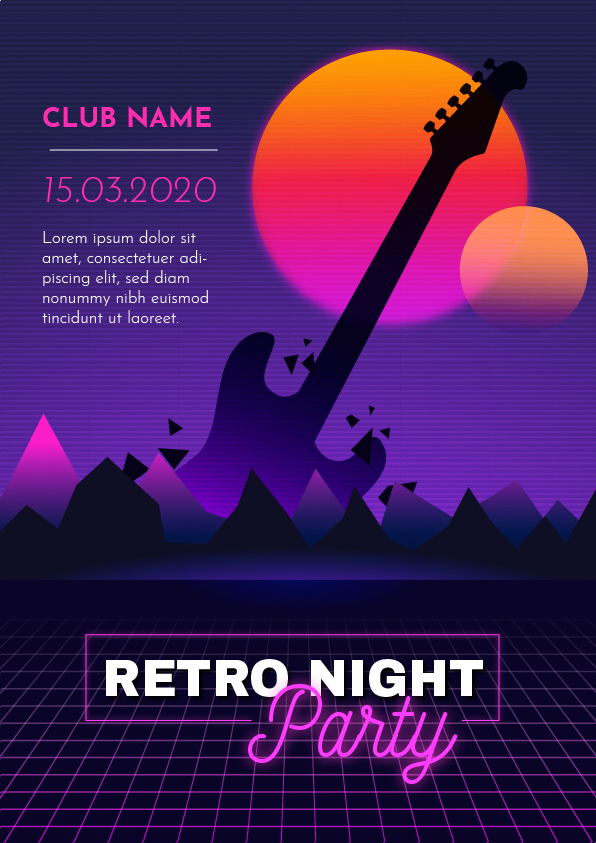 CLUB NAME
15.03.2020
Lorem ipsum dolor sit
amet, consectetuer adi-
piscing elit, sed diam
nonummy nibh euismod
tincidunt ut laoreet.
RETRO NIGHT
Party